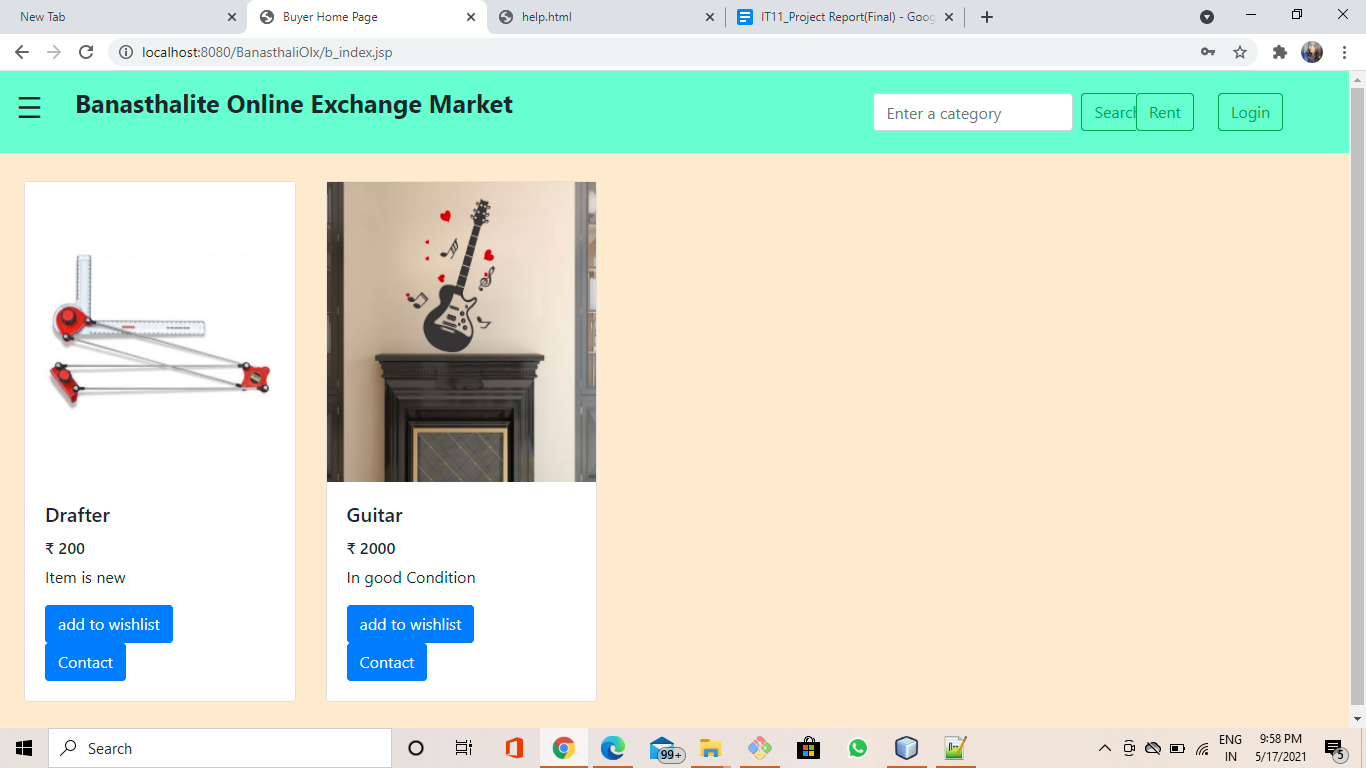 New Tab
Buyer Home Page
help.html
IT11_Project Report(Final) - Goog
localhost:8080/BanasthaliOlx/b_index.jsp
Banasthalite Online Exchange Market
Enter a category
Search
Rent
Login
Drafter
₹ 200
Item is new
add to wishlist
Contact
Guitar
₹ 2000
In good Condition
add to wishlist
Contact
Search
99+
ENG
IN
9:58 PM
5/17/2021
5